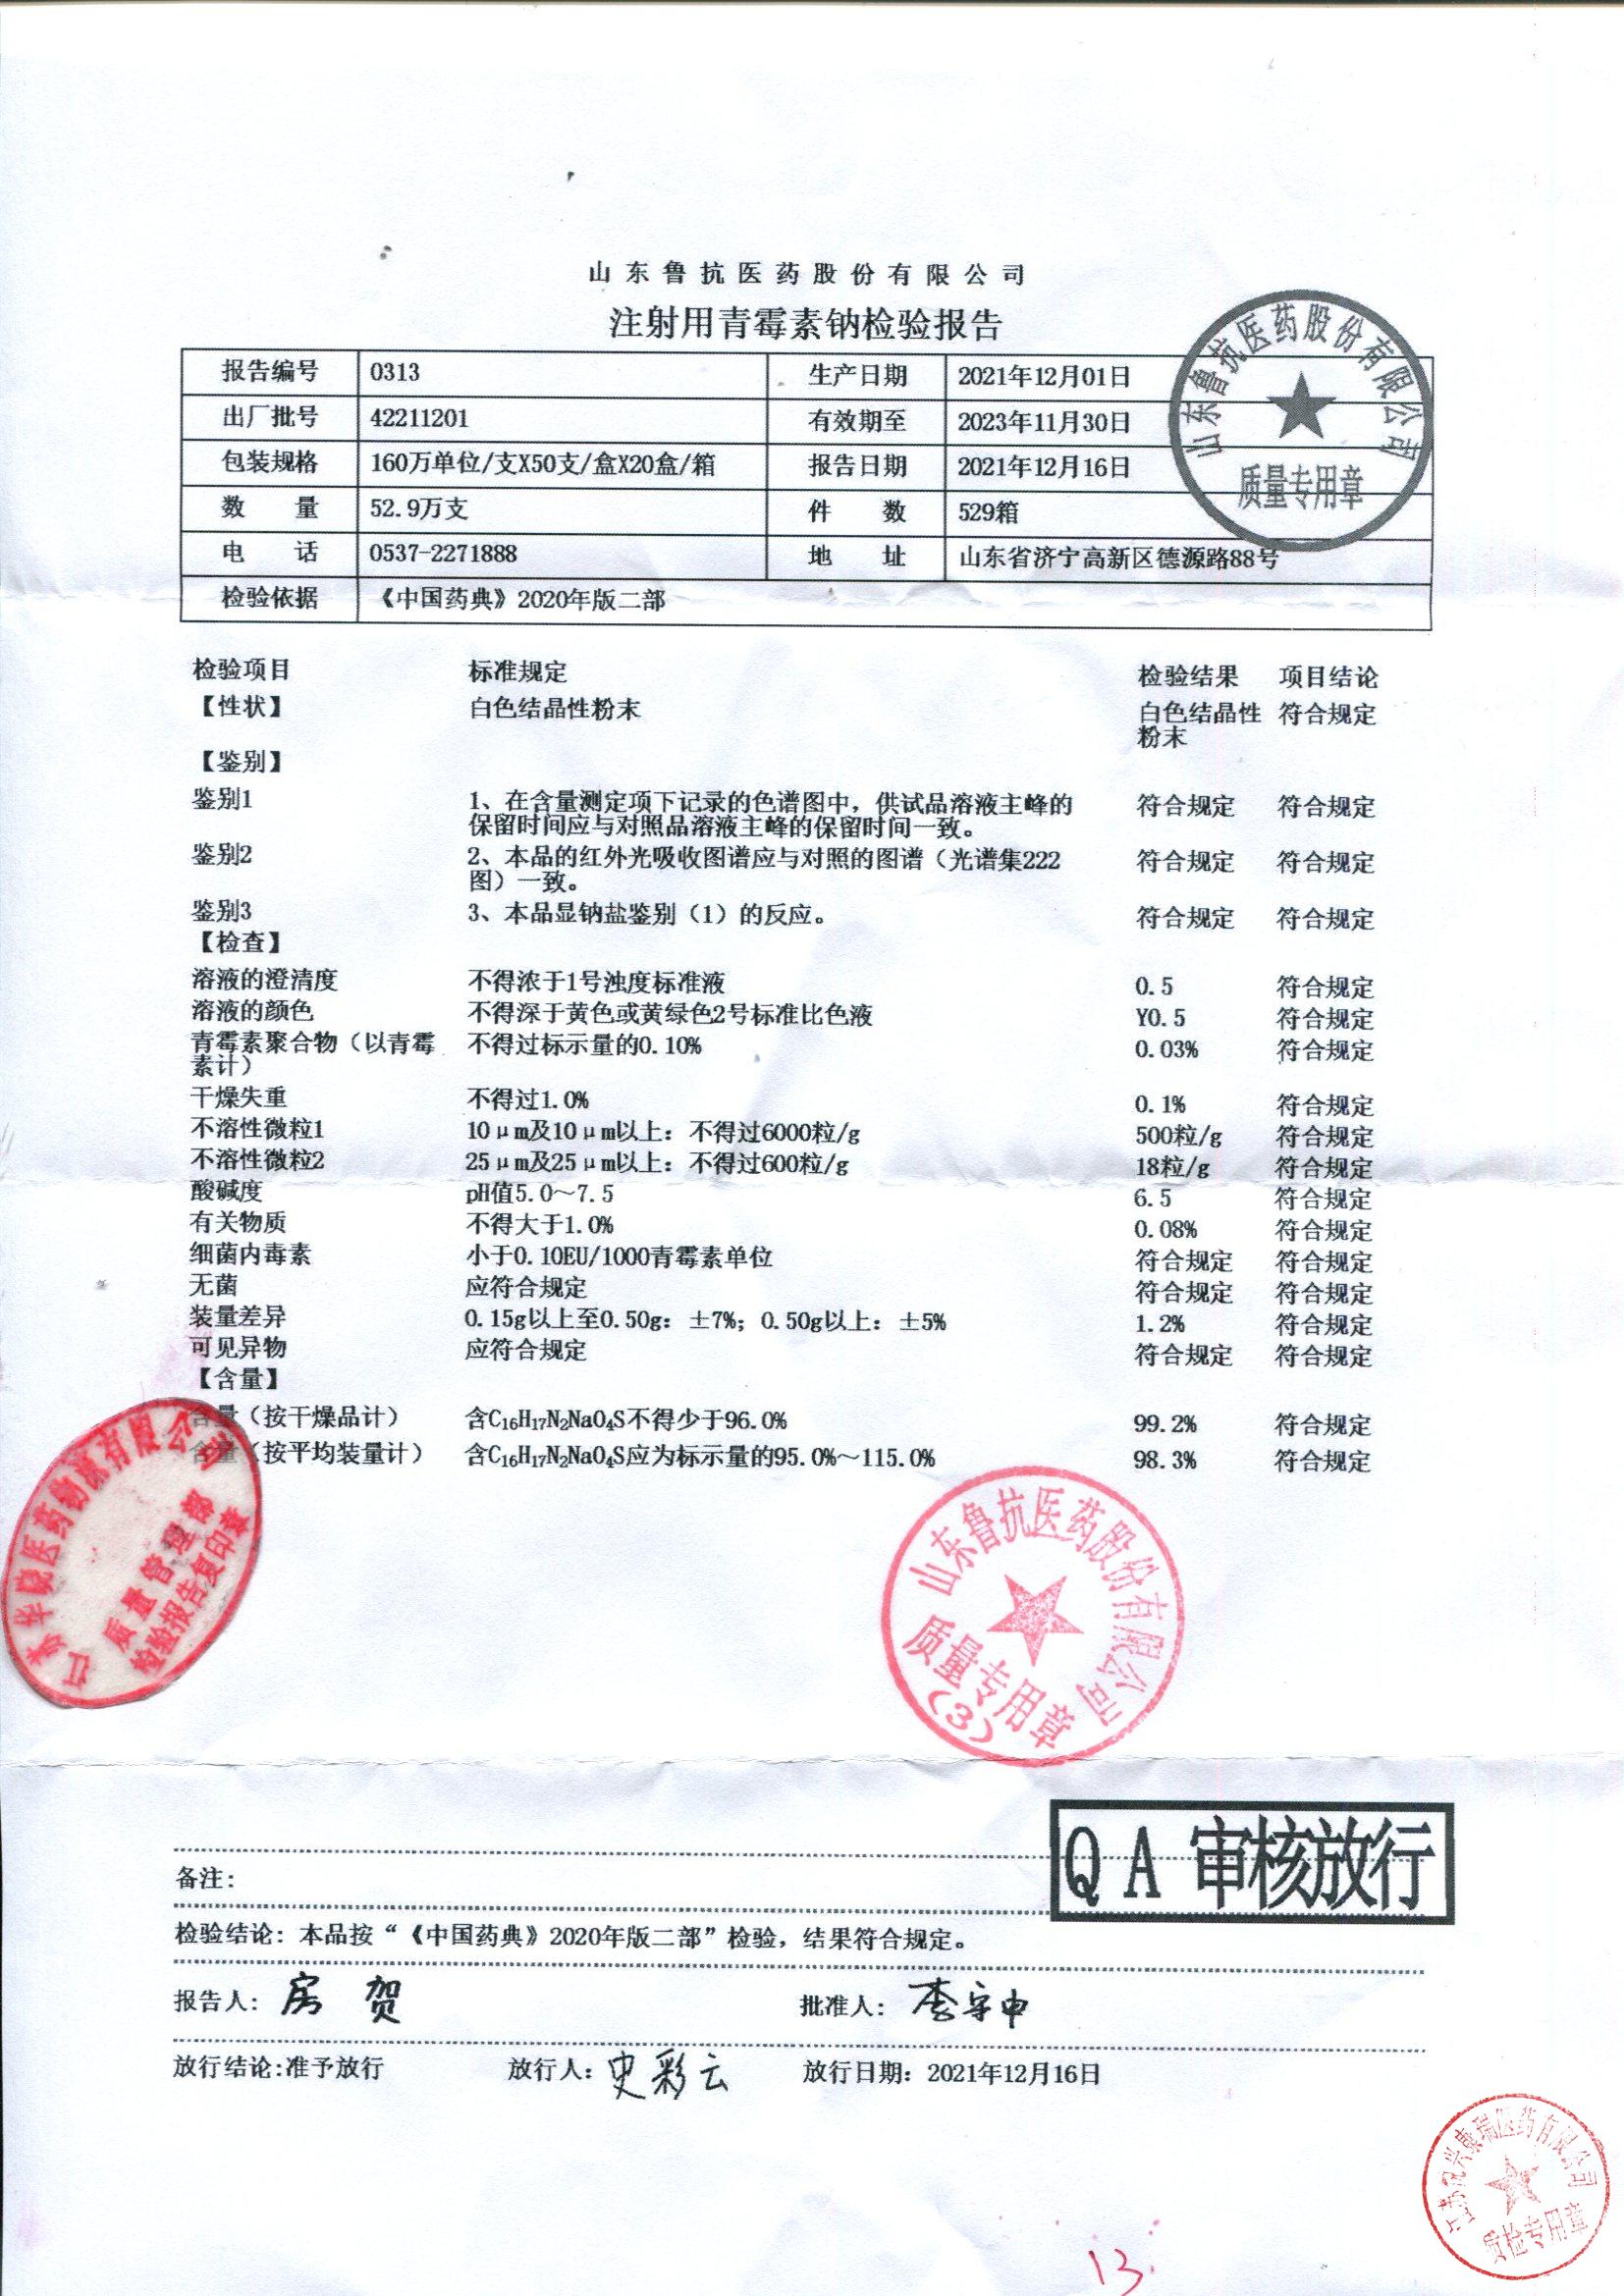 山东鲁抗医药股份有限公司
注射用青霉素钠检验报告
报告编号 0313 生产日期 2021年12月01日
出厂批号 42211201 有效期至 2023年11月30日
包装规格 160万单位/支X50支/盒X20盒/箱 报告日期 2021年12月16日
数 量 52.9万支 件 数 529箱
电 话 0537-2271888 地 址 山东省济宁高新区德源路88号
检验依据 《中国药典》2020年版二部
山东鲁抗医药股份有限公司
质量专用章
检验项目 标准规定 检验结果 项目结论
【性状】 白色结晶性粉末 白色结晶性 符合规定
粉末
【鉴别】
鉴别1 1、在含量测定项下记录的色谱图中，供试品溶液主峰的 符合规定 符合规定
保留时间应与对照品溶液主峰的保留时间一致。
鉴别2 2、本品的红外光吸收图谱应与对照的图谱（光谱集222 符合规定 符合规定
图）一致。
鉴别3 3、本品显钠盐鉴别（1）的反应。 符合规定 符合规定
【检查】
溶液的澄清度 不得浓于1号浊度标准液 0.5 符合规定
溶液的颜色 不得深于黄色或黄绿色2号标准比色液 Y0.5 符合规定
青霉素聚合物（以青霉 不得过标示量的0.10% 0.03% 符合规定
素计）
干燥失重 不得过1.0% 0.1% 符合规定
不溶性微粒1 10μm及10μm以上：不得过6000粒/g 500粒/g 符合规定
不溶性微粒2 25μm及25μm以上：不得过600粒/g 18粒/g 符合规定
酸碱度 pH值5.0～7.5 6.5 符合规定
有关物质 不得大于1.0% 0.08% 符合规定
细菌内毒素 小于0.10EU/1000青霉素单位 符合规定 符合规定
无菌 应符合规定 符合规定 符合规定
装量差异 0.15g以上至0.50g：±7%；0.50g以上：±5% 1.2% 符合规定
可见异物 应符合规定 符合规定 符合规定
【含量】
含量（按干燥品计） 含C₁₆H₁₇N₂NaO₄S不得少于96.0% 99.2% 符合规定
含量（按平均装量计） 含C₁₆H₁₇N₂NaO₄S应为标示量的95.0%～115.0% 98.3% 符合规定
江苏华晓医药物流有限公司
质量管理部
检验报告复印章
山东鲁抗医药股份有限公司
质量专用章
(3)
QA 审核放行
备注：
检验结论：本品按“《中国药典》2020年版二部”检验，结果符合规定。
报告人：房贺 批准人：李宇申
放行结论:准予放行 放行人：史彩云 放行日期：2021年12月16日
康瑞医药有限公司
质检专用章
13.